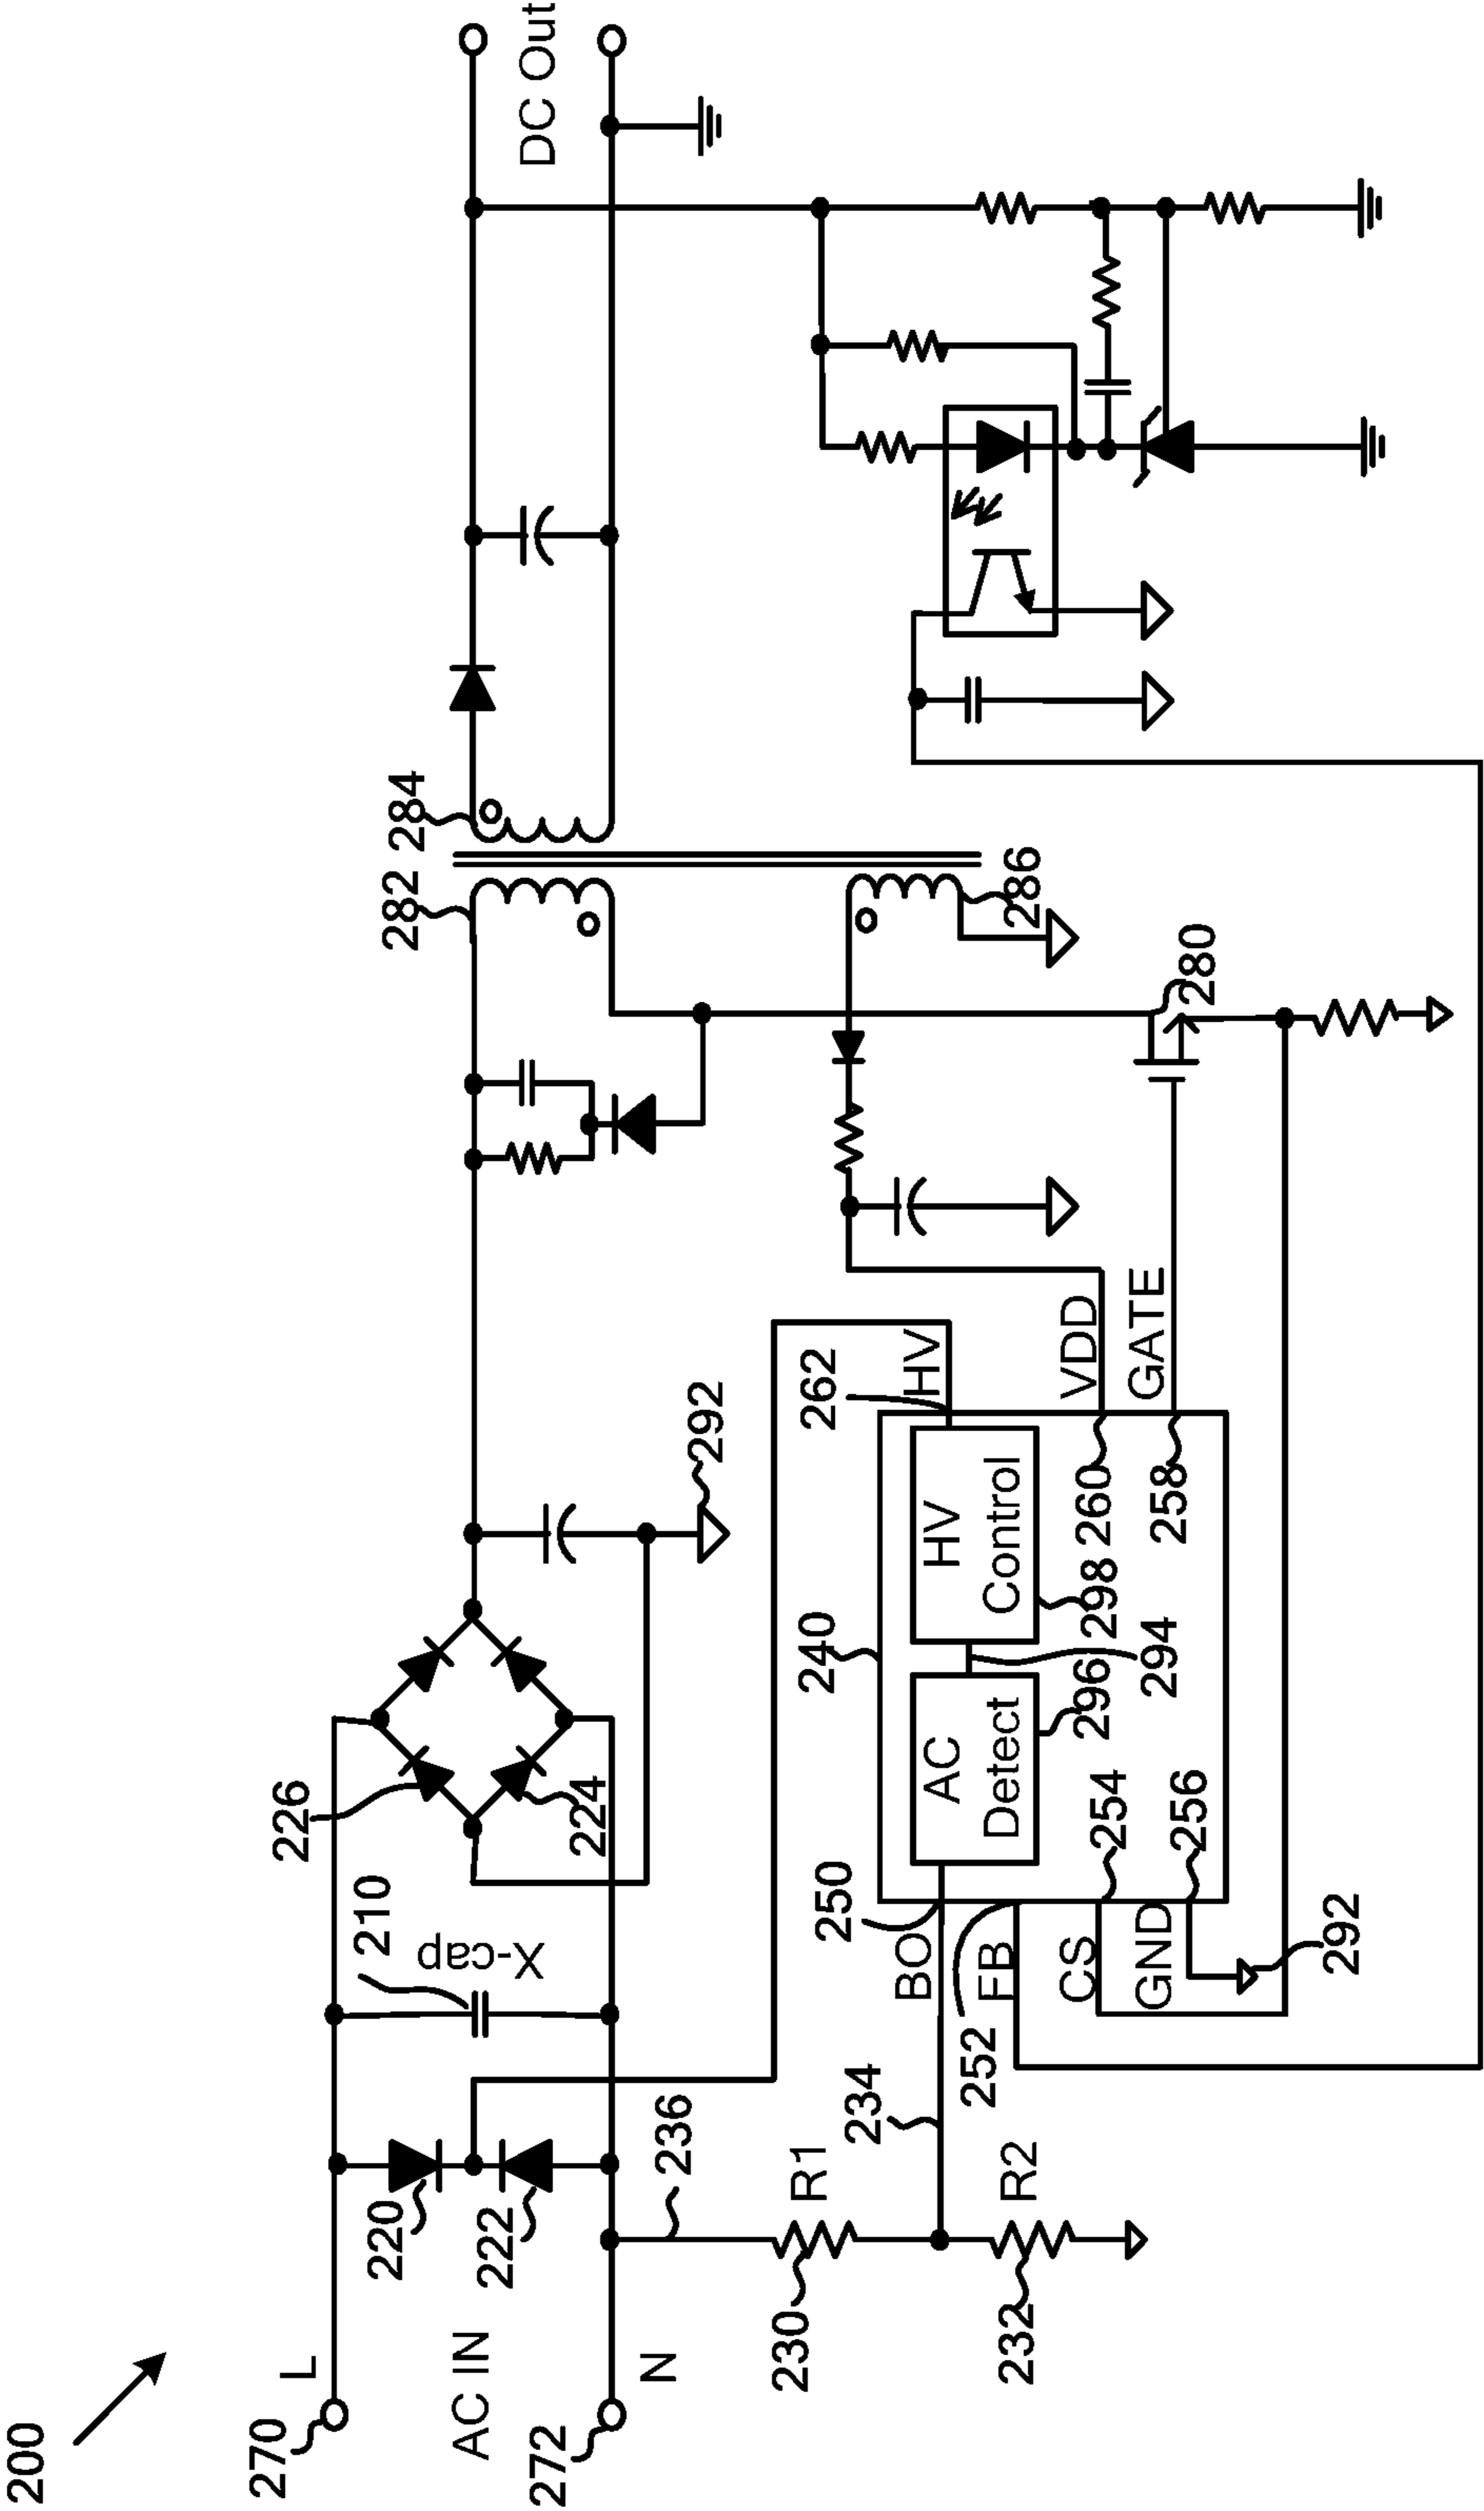 200
270
L
AC IN
272
N
220
222
236
230
R1
232
R2
234
210
X-cap
226
224
292
282
284
DC Out
286
280
240
250
BO
252
FB
CS
254
GND
256
292
AC
Detect
296
294
HV
Control
298
262
HV
VDD
260
GATE
258